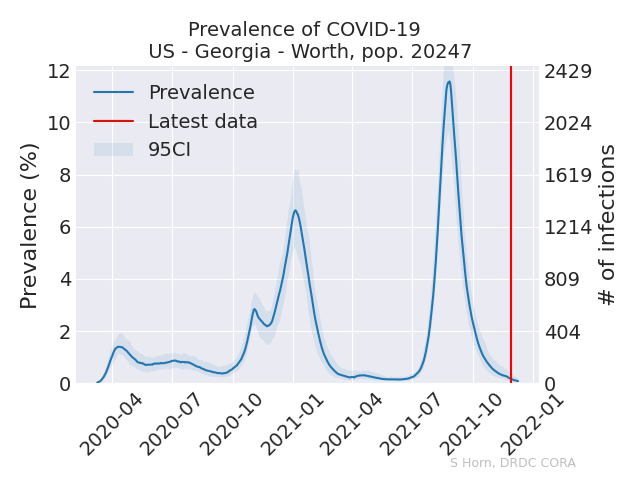 Prevalence of COVID-19
US - Georgia - Worth, pop. 20247
Prevalence
Latest data
95CI
Prevalence (%)
12
10
8
6
4
2
0
2429
2024
1619
1214
809
404
0
# of infections
2020-04
2020-07
2020-10
2021-01
2021-04
2021-07
2021-10
2022-01
S Horn, DRDC CORA